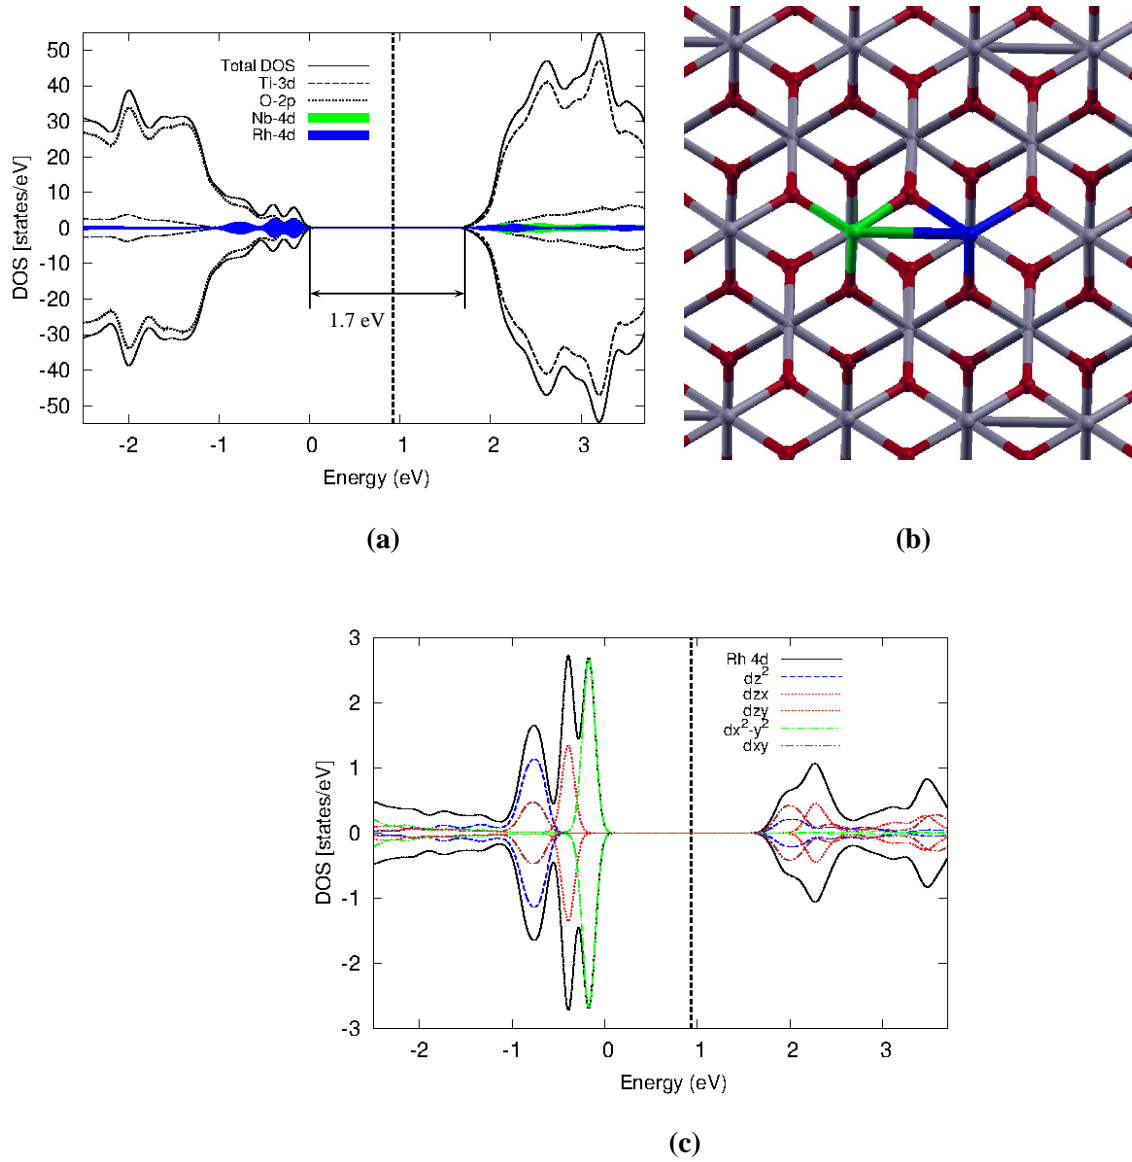 50
40
30
20
10
0
-10
-20
-30
-40
-50
DOS [states/eV]
Total DOS
Ti-3d
O-2p
Nb-4d
Rh-4d
1.7 eV
-2 -1 0 1 2 3
Energy (eV)
(a)
(b)
3
2
1
0
-1
-2
-3
DOS [states/eV]
Rh 4d
dz²
dzx
dzy
dx²-y²
dxy
-2 -1 0 1 2 3
Energy (eV)
(c)